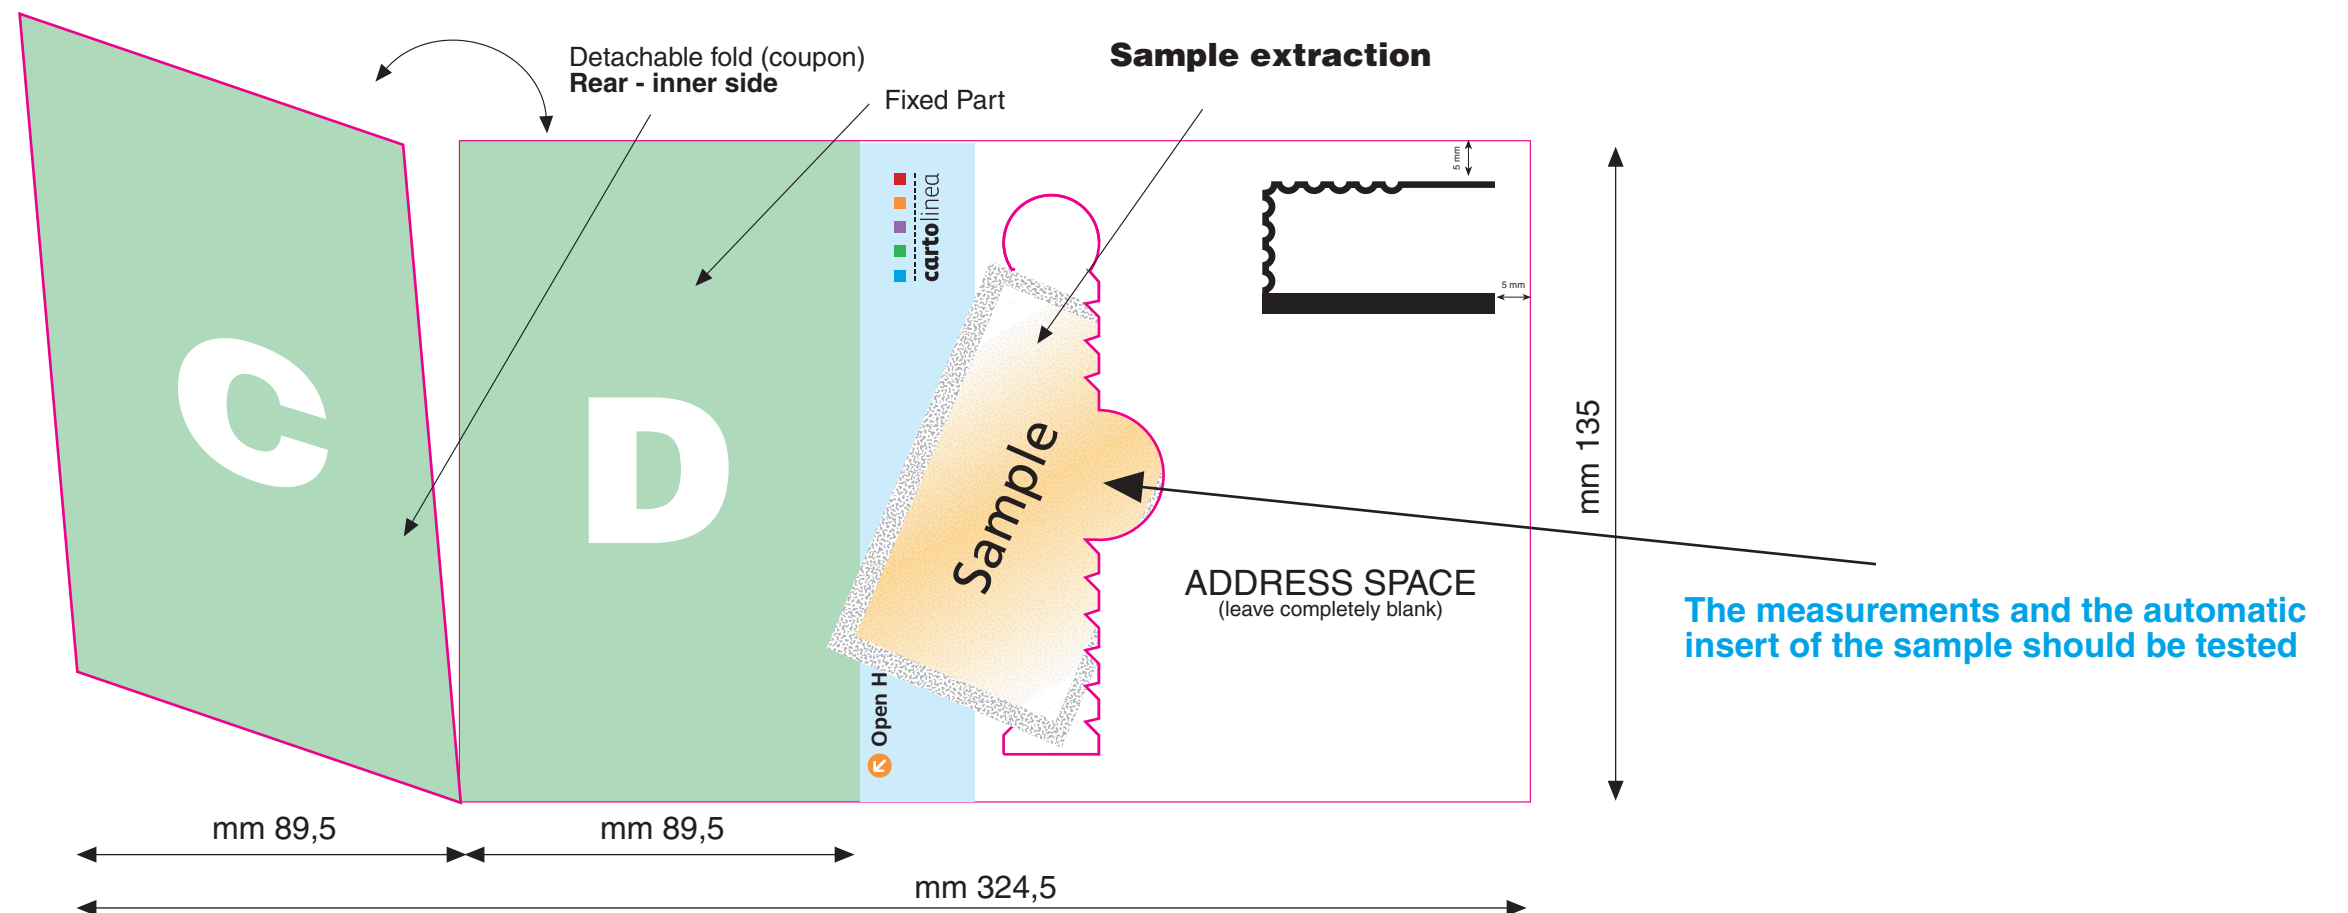 Detachable fold (coupon)
Rear - inner side
Fixed Part
Sample extraction
5 mm
5 mm
cartolinea
C
D
Sample
Open H
ADDRESS SPACE
(leave completely blank)
mm 135
The measurements and the automatic
insert of the sample should be tested
mm 89,5
mm 89,5
mm 324,5